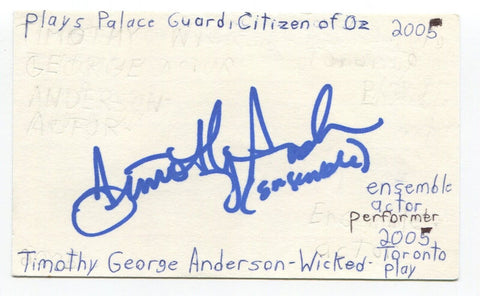 Plays Palace Guard; Citizen of Oz 2005
Timothy Ander
(ensemble)
ensemble
actor
performer
2005
Timothy George Anderson-Wicked-Toronto
play